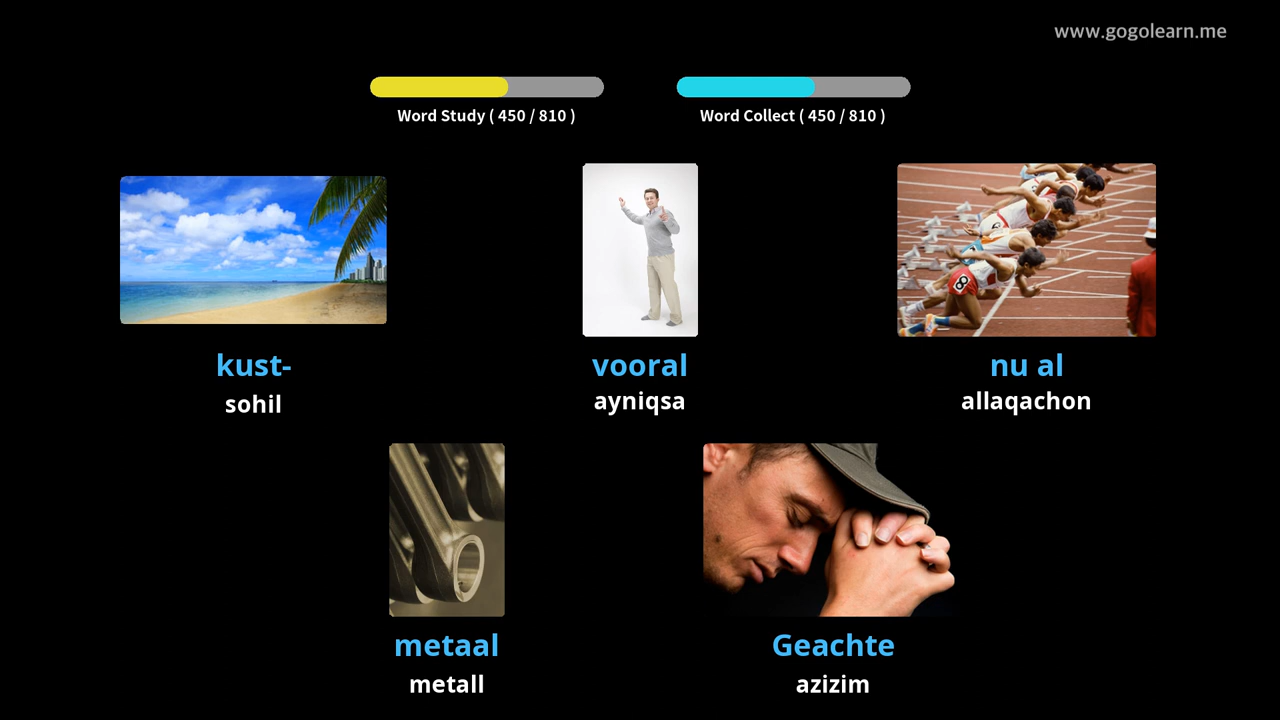 www.gogolearn.me
Word Study ( 450 / 810 )
Word Collect ( 450 / 810 )
kust-
sohil
vooral
ayniqsa
nu al
allaqachon
metaal
metall
Geachte
azizim